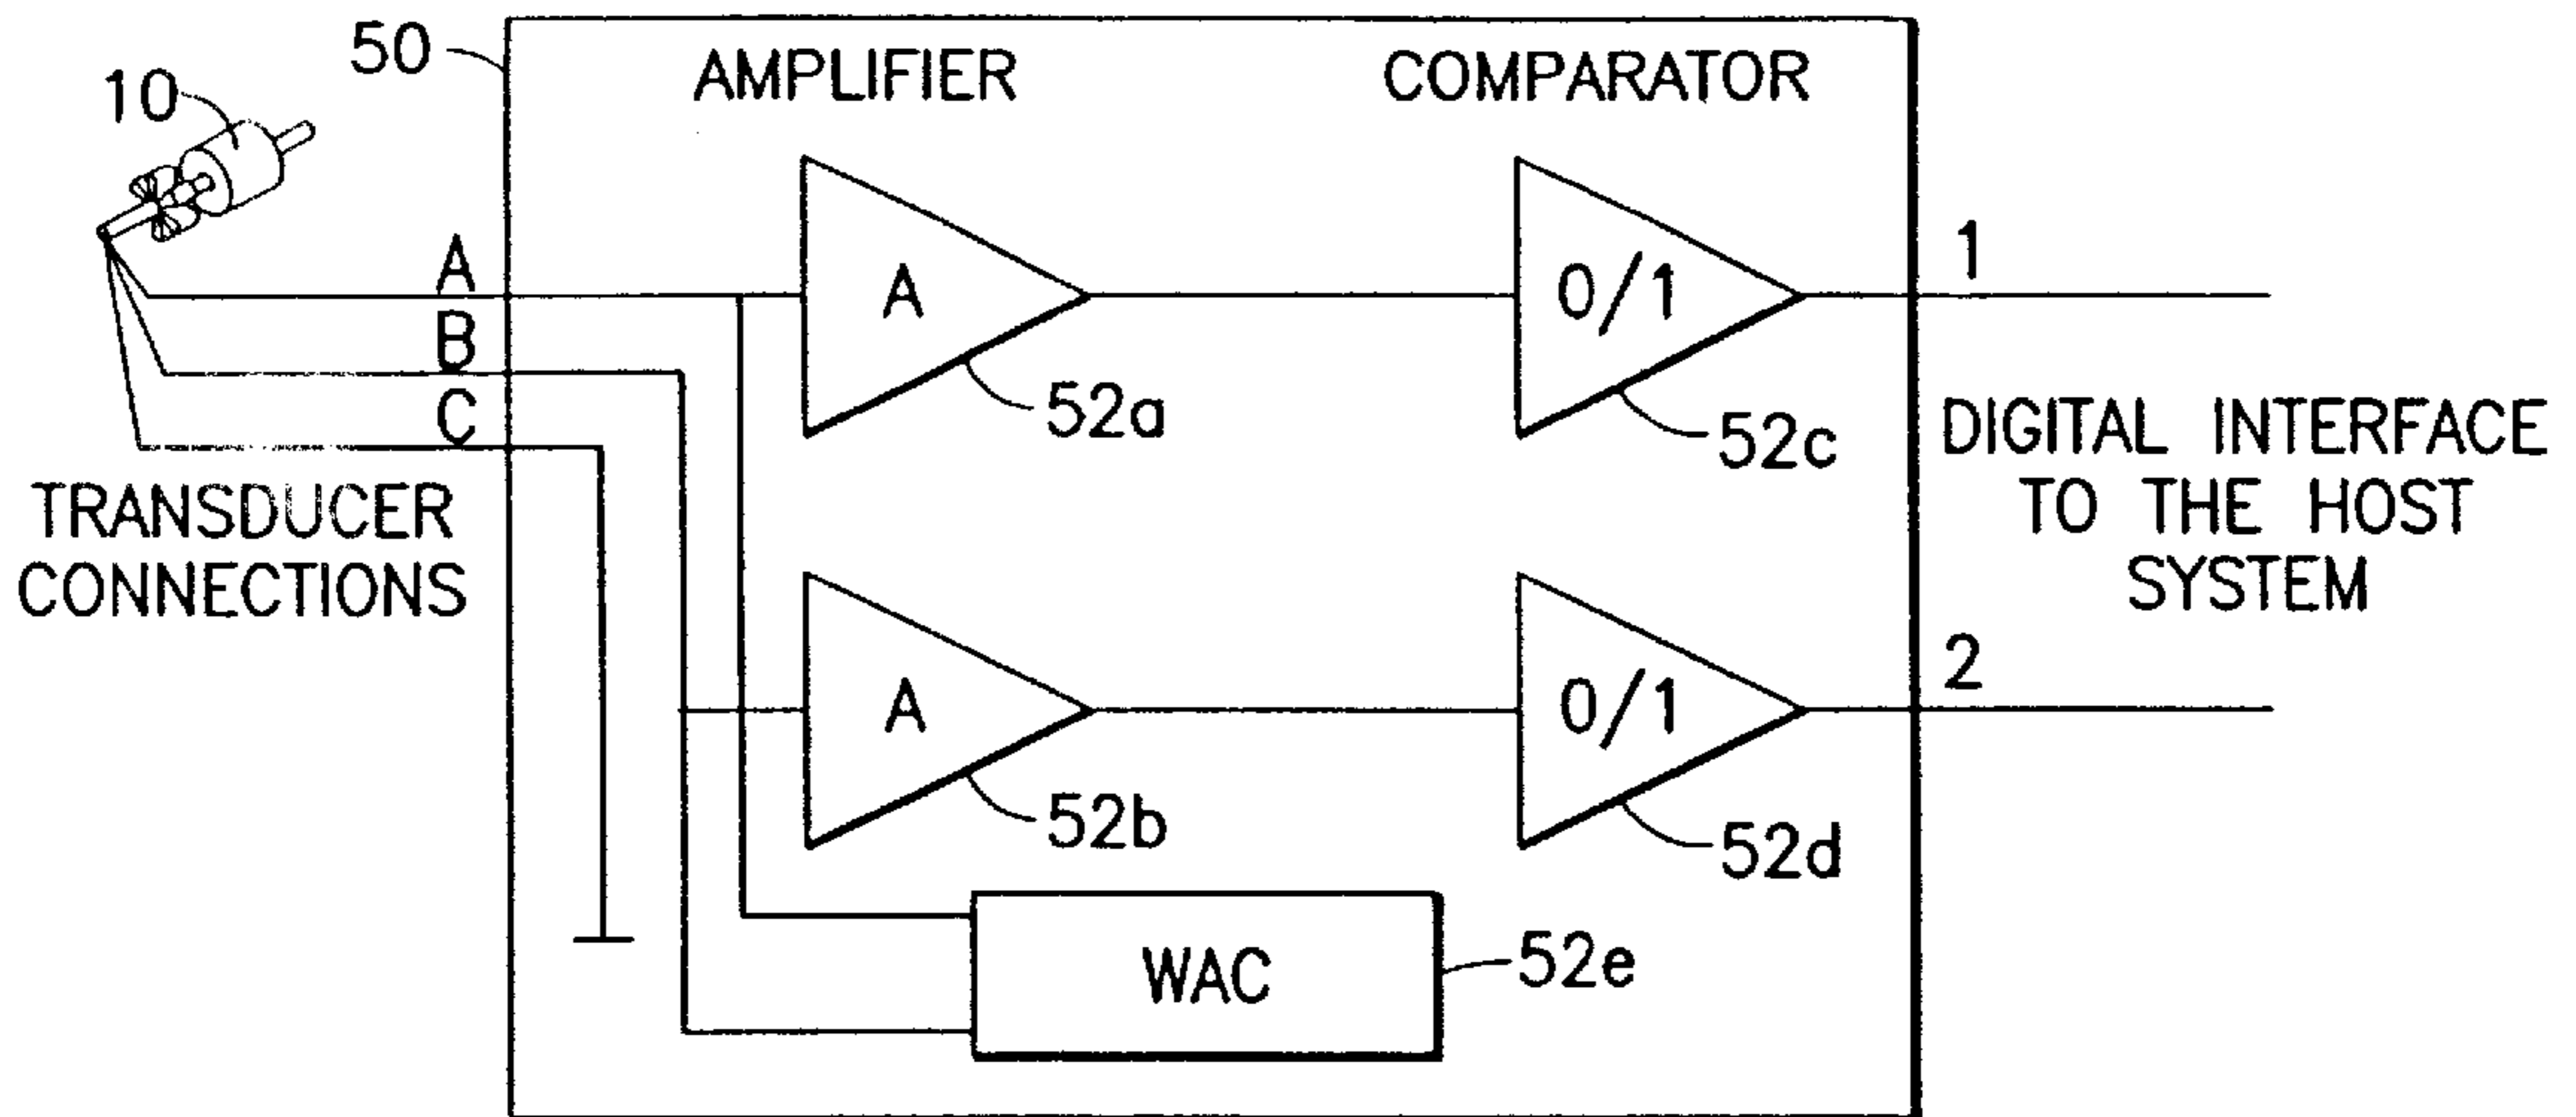 50
AMPLIFIER
COMPARATOR
10
A
B
C
TRANSDUCER
CONNECTIONS
A
52a
0/1
52c
1
DIGITAL INTERFACE
TO THE HOST
SYSTEM
A
52b
0/1
52d
2
WAC
52e